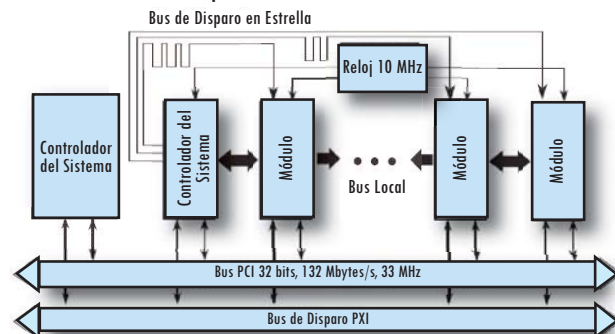 Bus de Disparo en Estrella
Reloj 10 MHz
Controlador
del Sistema
Controlador del
Sistema
Módulo
Bus Local
Módulo
Módulo
Bus PCI 32 bits, 132 Mbytes/s, 33 MHz
Bus de Disparo PXI